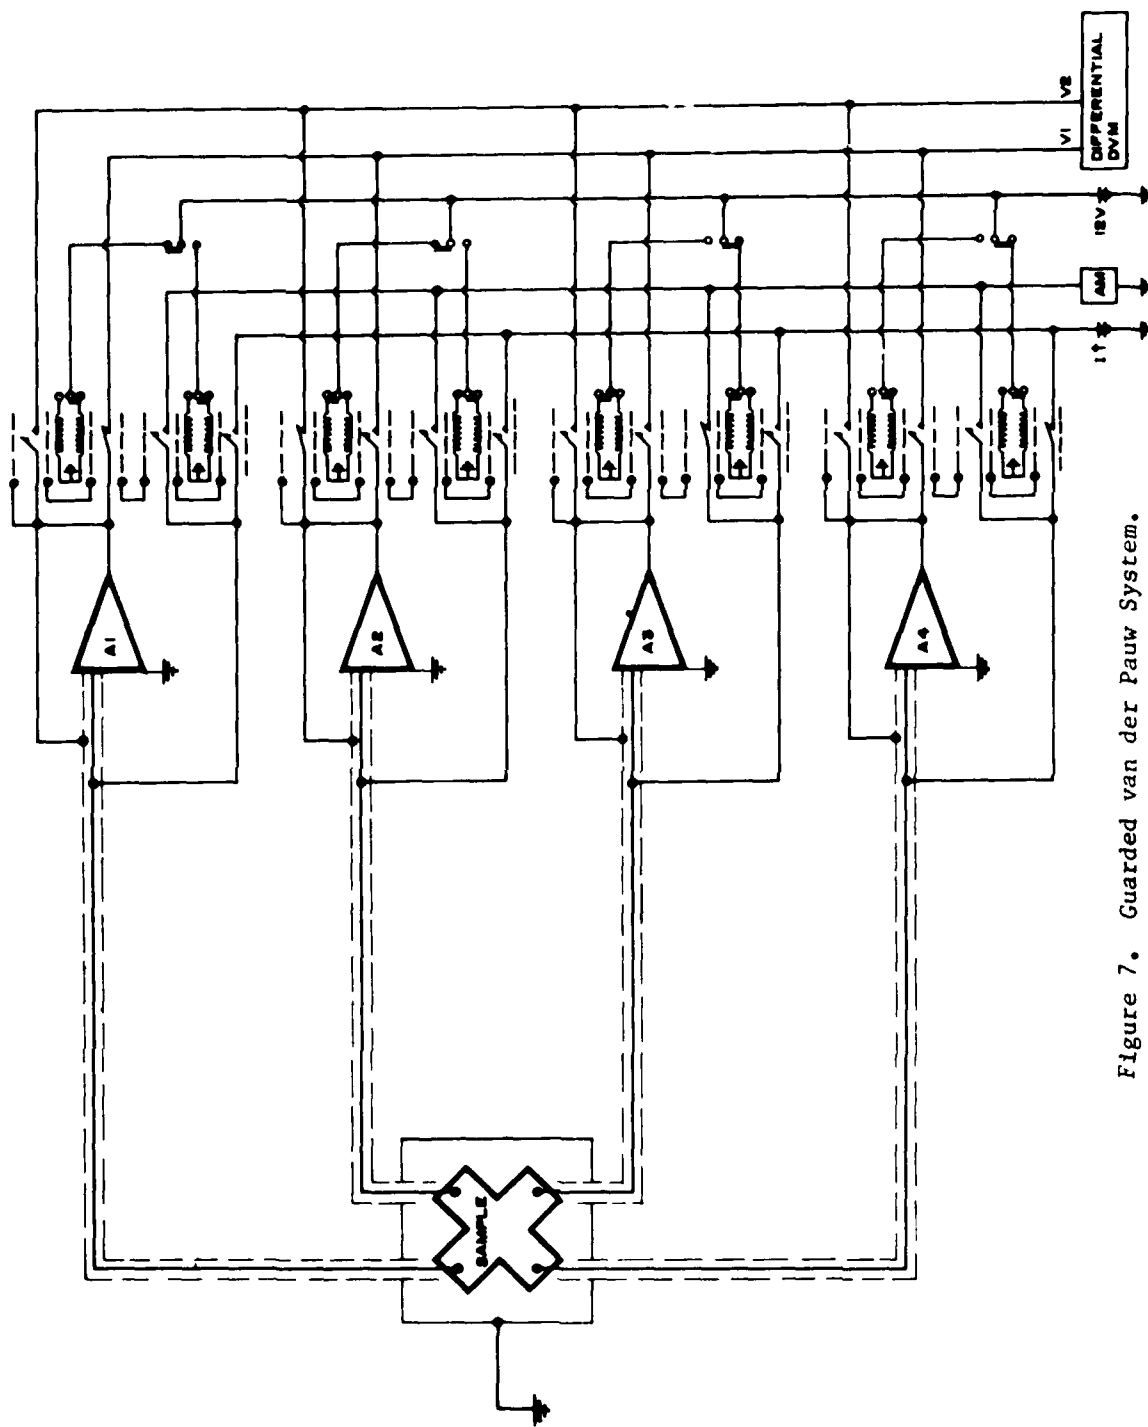 V2
V1
DIFFERENTIAL
DVM
12V
AM
I↑
A1
A2
A3
A4
SAMPLE
Figure 7. Guarded van der Pauw System.